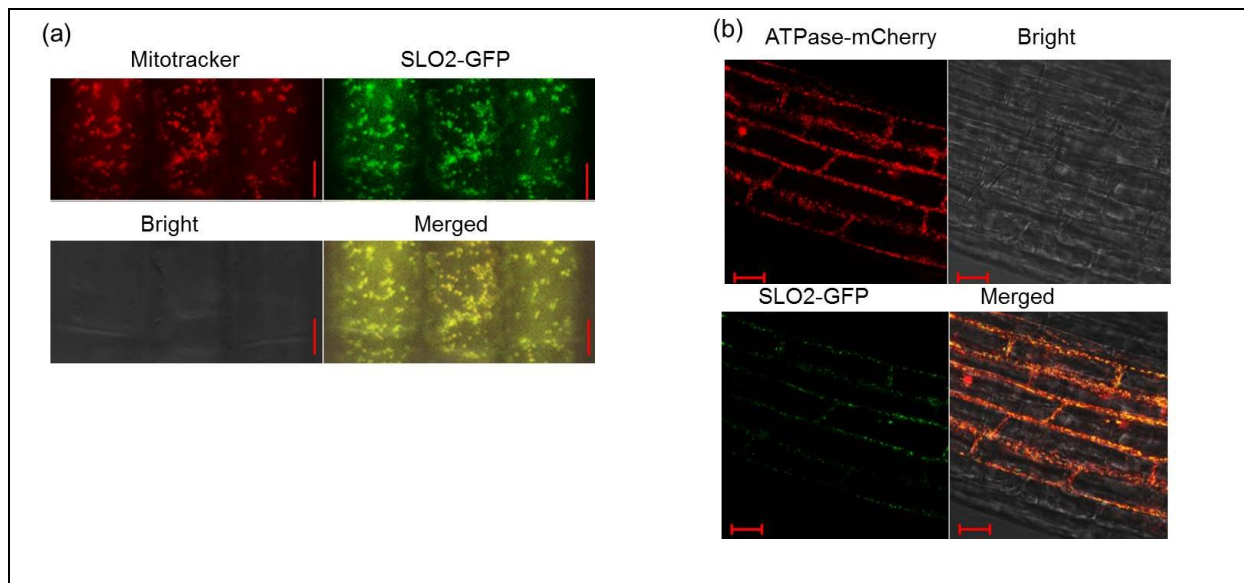 (a)
Mitotracker SLO2-GFP
Bright Merged
(b)
ATPase-mCherry Bright
SLO2-GFP Merged